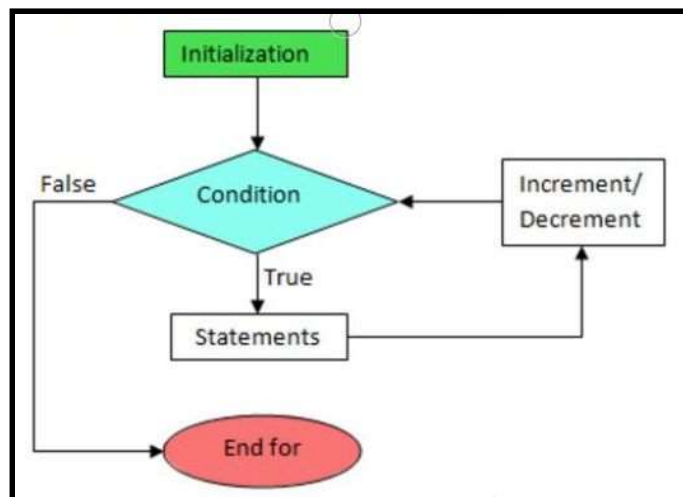 Initialization
False
Condition
Increment/
Decrement
True
Statements
End for